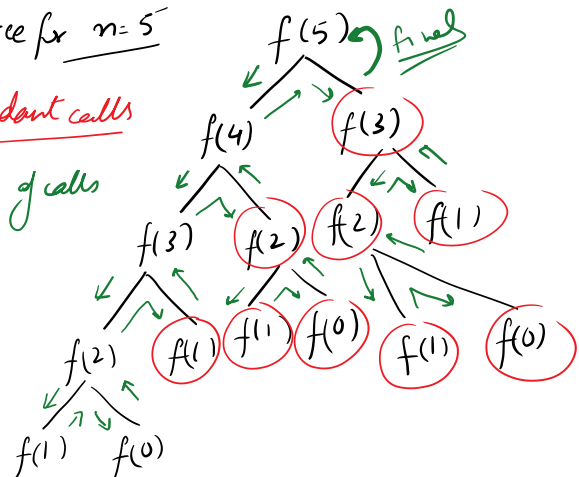 ee for n=5
f(5)
final
dant calls
f(4)
f(3)
of calls
f(3)
f(2)
f(2)
f(1)
f(2)
f(1)
f(1)
f(0)
f(1)
f(0)
f(1)
f(0)